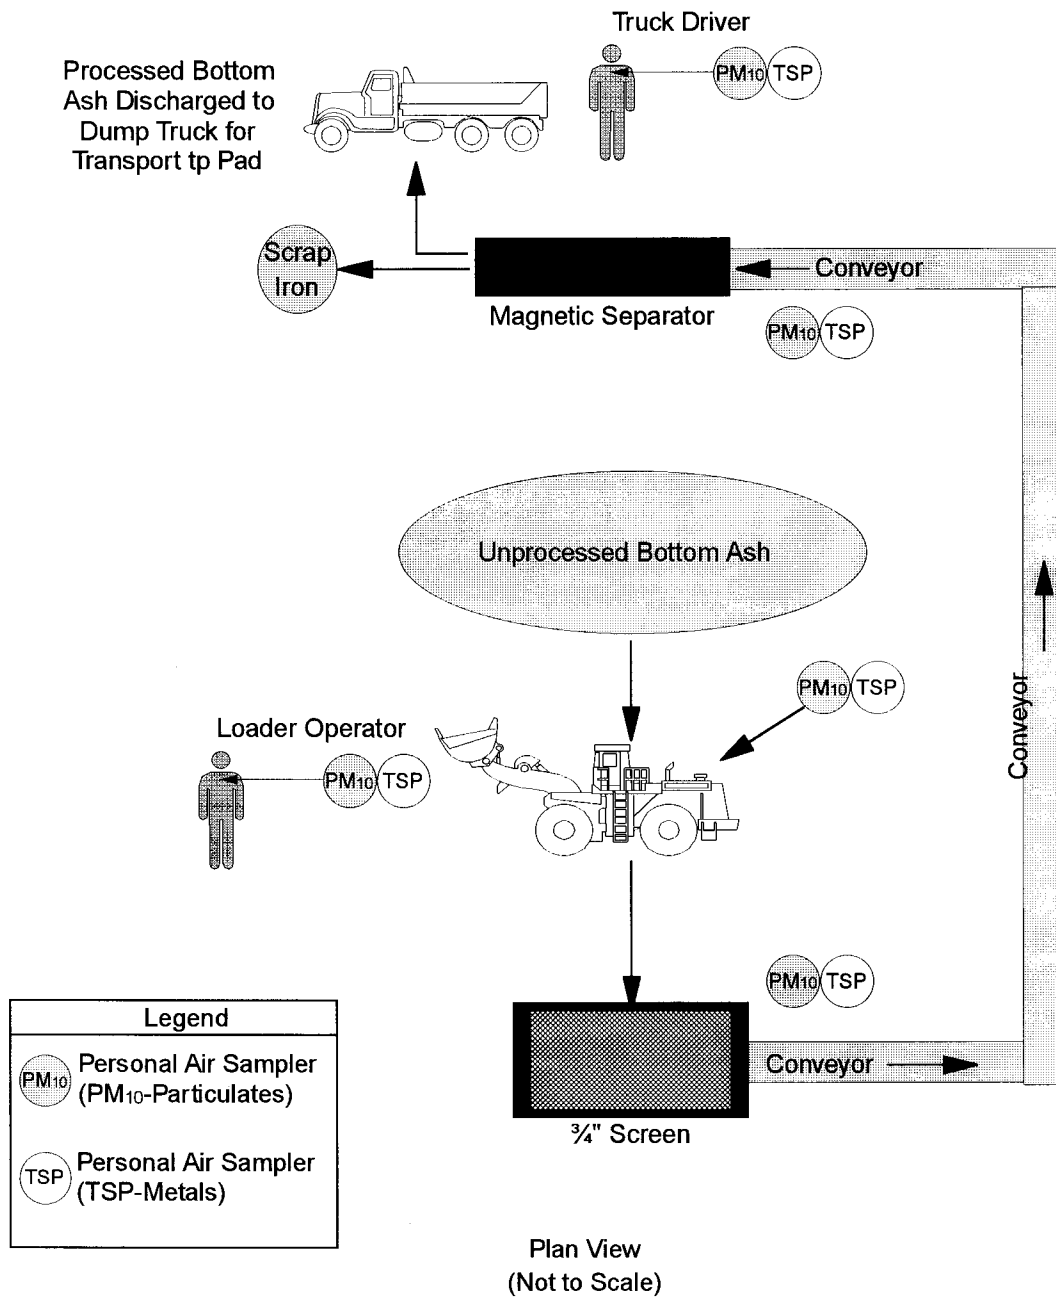 Truck Driver
PM10 TSP
Processed Bottom
Ash Discharged to
Dump Truck for
Transport tp Pad
Scrap
Iron
Conveyor
Magnetic Separator
PM10 TSP
Unprocessed Bottom Ash
PM10 TSP
Conveyor
Loader Operator
PM10 TSP
PM10 TSP
Conveyor
¾" Screen
Legend
PM10 Personal Air Sampler
(PM10-Particulates)
TSP Personal Air Sampler
(TSP-Metals)
Plan View
(Not to Scale)